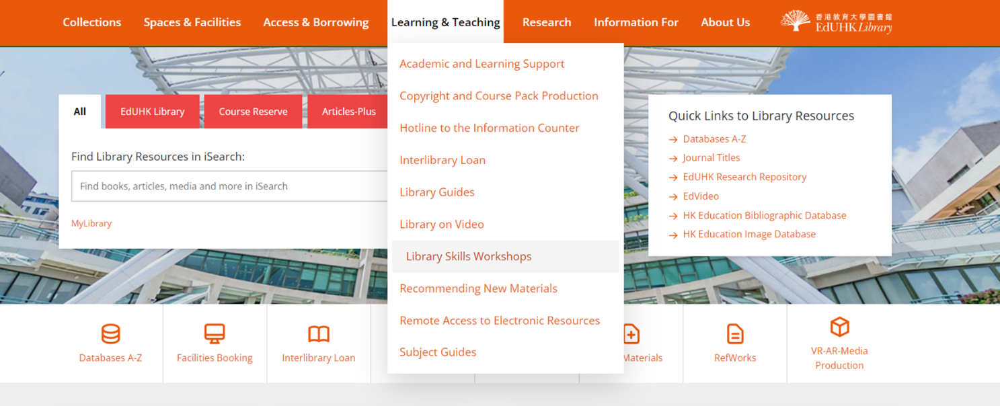 Collections
Spaces & Facilities
Access & Borrowing
Learning & Teaching
Research
Information For
About Us
香港教育大學圖書館
EdUHK Library
Academic and Learning Support
Copyright and Course Pack Production
Hotline to the Information Counter
Interlibrary Loan
Library Guides
Library on Video
Library Skills Workshops
Recommending New Materials
Remote Access to Electronic Resources
Subject Guides
All
EdUHK Library
Course Reserve
Articles-Plus
Find Library Resources in iSearch:
Find books, articles, media and more in iSearch
MyLibrary
Quick Links to Library Resources
→ Databases A-Z
→ Journal Titles
→ EdUHK Research Repository
→ EdVideo
→ HK Education Bibliographic Database
→ HK Education Image Database
Databases A-Z
Facilities Booking
Interlibrary Loan
Materials
RefWorks
VR-AR-Media
Production